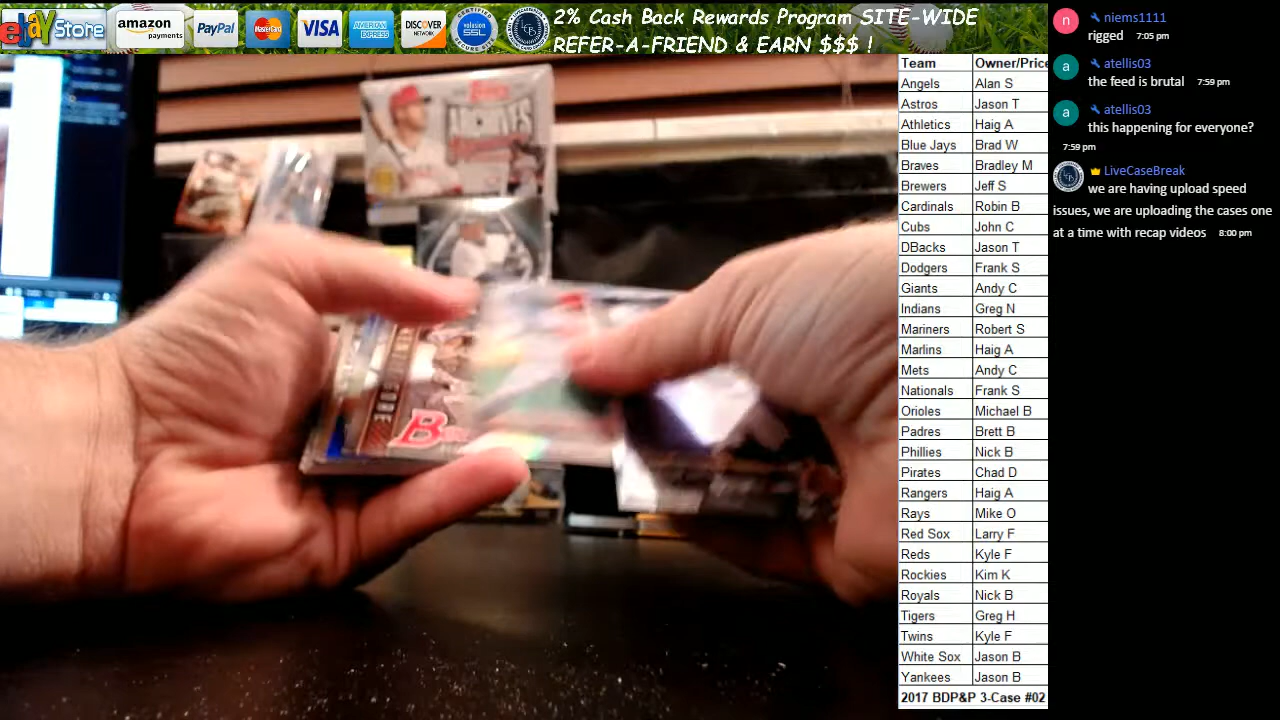 ebay Store
amazon
payments
PayPal
MasterCard
VISA
AMERICAN
EXPRESS
DISCOVER
NETWORK
CERTIFIED
volusion
SSL
2% Cash Back Rewards Program SITE-WIDE
REFER-A-FRIEND & EARN $$$ !
Topps
ARCHIVES
B
Team Owner/Price
Angels Alan S
Astros Jason T
Athletics Haig A
Blue Jays Brad W
Braves Bradley M
Brewers Jeff S
Cardinals Robin B
Cubs John C
DBacks Jason T
Dodgers Frank S
Giants Andy C
Indians Greg N
Mariners Robert S
Marlins Haig A
Mets Andy C
Nationals Frank S
Orioles Michael B
Padres Brett B
Phillies Nick B
Pirates Chad D
Rangers Haig A
Rays Mike O
Red Sox Larry F
Reds Kyle F
Rockies Kim K
Royals Nick B
Tigers Greg H
Twins Kyle F
White Sox Jason B
Yankees Jason B
2017 BDP&P 3-Case #02
n niems1111
rigged 7:05 pm
a atellis03
the feed is brutal 7:59 pm
a atellis03
this happening for everyone?
7:59 pm
LiveCaseBreak
we are having upload speed
issues, we are uploading the cases one
at a time with recap videos 8:00 pm